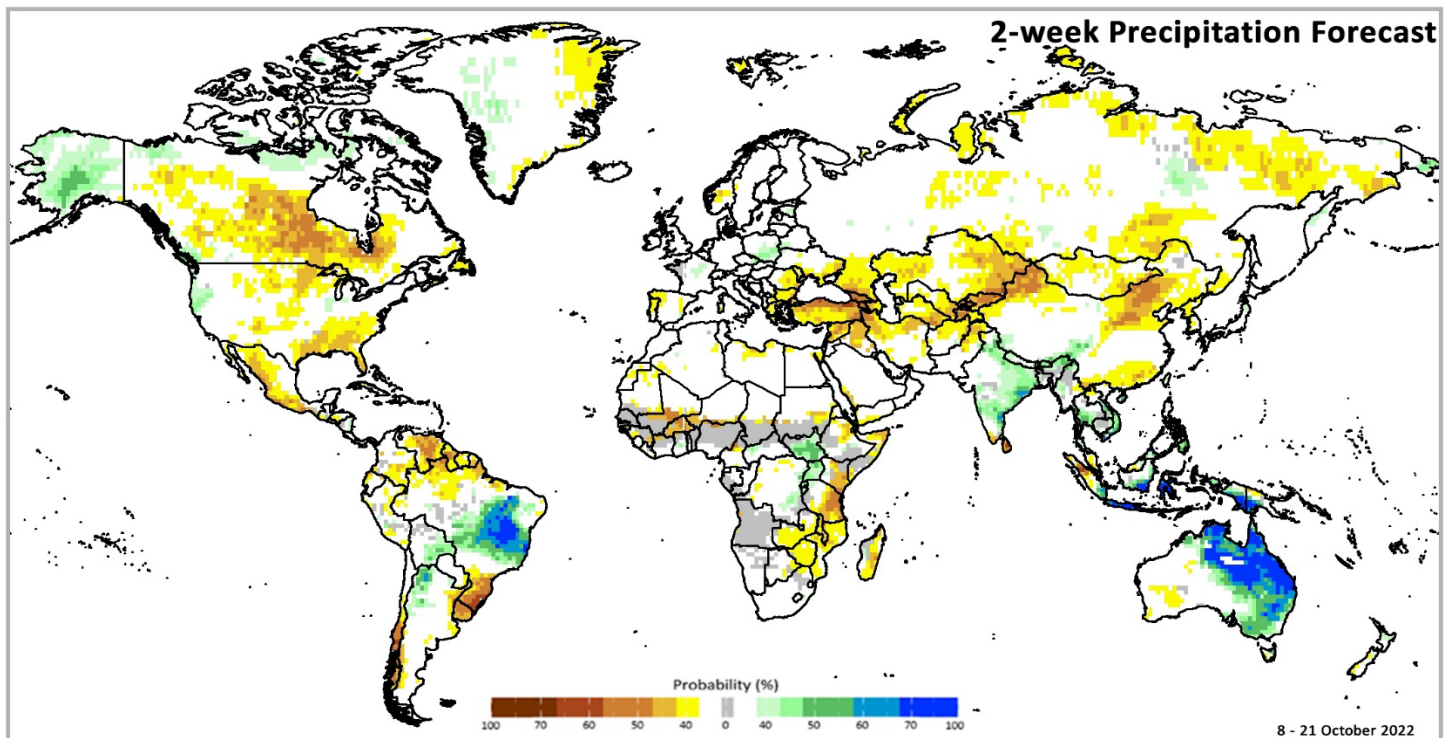 2-week Precipitation Forecast
Probability (%)
100 70 60 50 40 0 40 50 60 70 100
8 - 21 October 2022